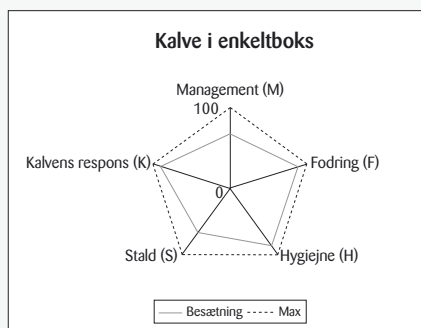 Kalve i enkeltboks
Management (M)
100
Kalvens respons (K)
Fodring (F)
0
Stald (S)
Hygiejne (H)
Besætning
Max